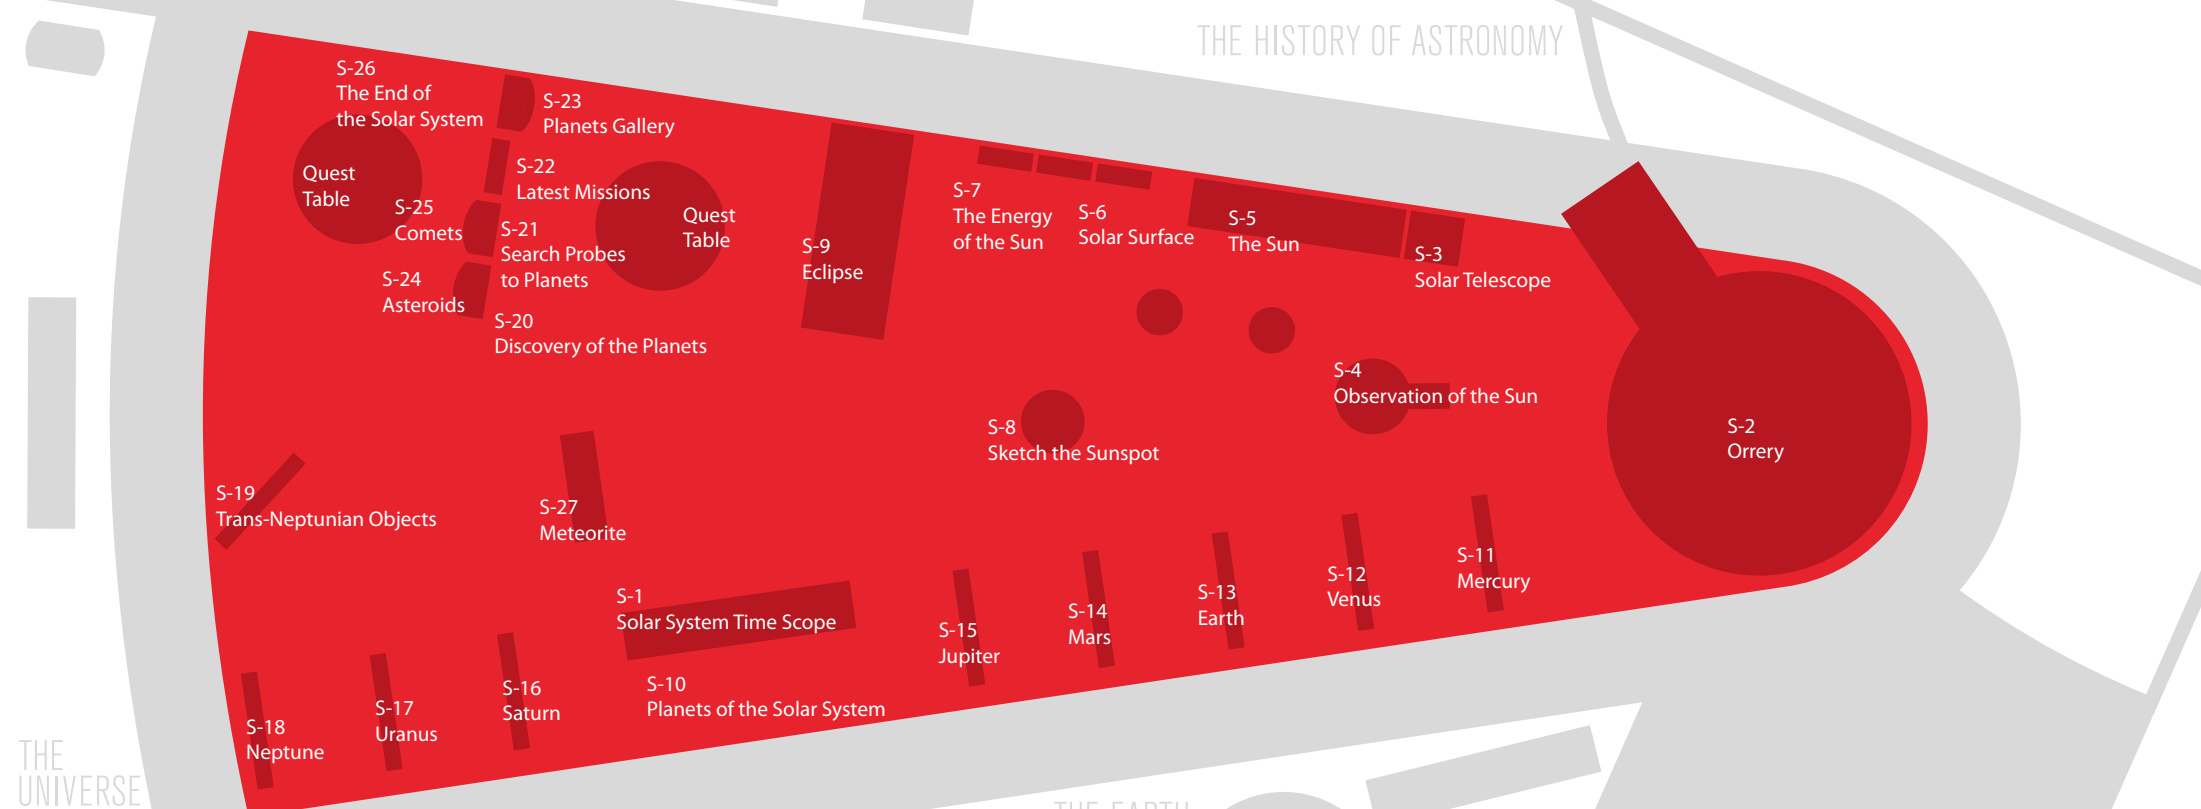 THE HISTORY OF ASTRONOMY
S-26
The End of
the Solar System
S-23
Planets Gallery
Quest
Table
S-22
Latest Missions
S-25
Comets
S-21
Search Probes
to Planets
Quest
Table
S-24
Asteroids
S-20
Discovery of the Planets
S-9
Eclipse
S-7
The Energy
of the Sun
S-6
Solar Surface
S-5
The Sun
S-3
Solar Telescope
S-4
Observation of the Sun
S-2
Orrery
S-8
Sketch the Sunspot
S-19
Trans-Neptunian Objects
S-27
Meteorite
S-1
Solar System Time Scope
S-10
Planets of the Solar System
S-11
Mercury
S-12
Venus
S-13
Earth
S-14
Mars
S-15
Jupiter
S-16
Saturn
S-17
Uranus
S-18
Neptune
THE
UNIVERSE
THE EARTH